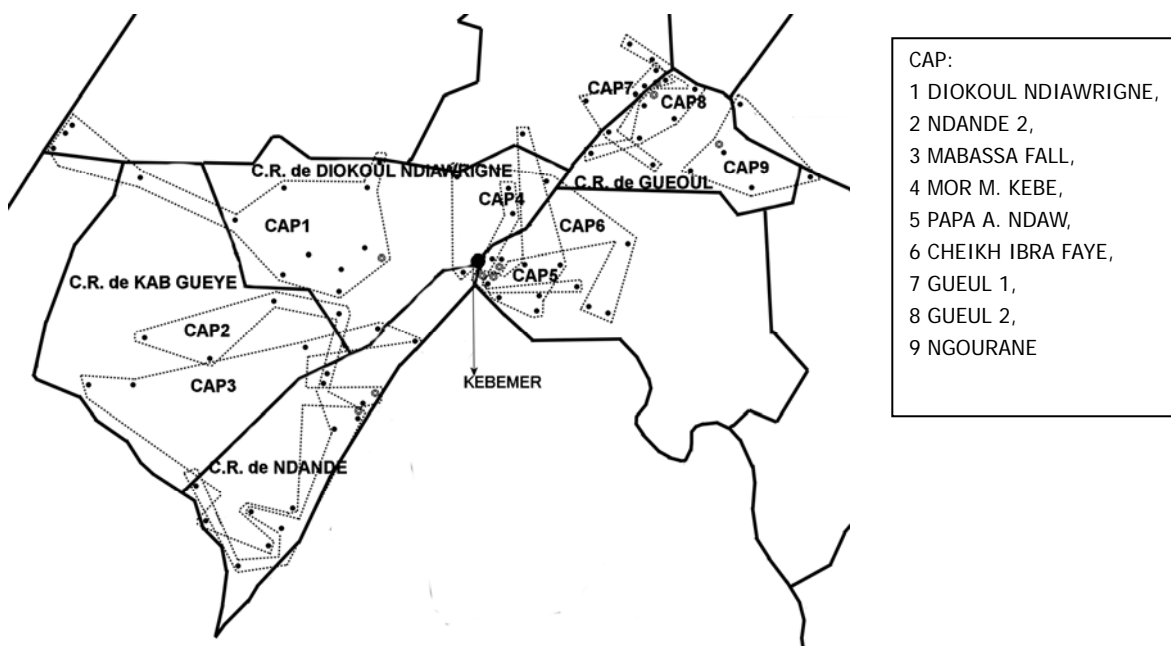 CAP7
CAP8
C.R. de DIOKOUL NDIAWRIGNE
C.R. de GUEOUL
CAP9
CAP4
CAP1
CAP6
C.R. de KAB GUEYE
CAP5
CAP2
CAP3
KEBEMER
C.R. de NDANDE
CAP:
1 DIOKOUL NDIAWRIGNE,
2 NDANDE 2,
3 MABASSA FALL,
4 MOR M. KEBE,
5 PAPA A. NDAW,
6 CHEIKH IBRA FAYE,
7 GUEUL 1,
8 GUEUL 2,
9 NGOURANE